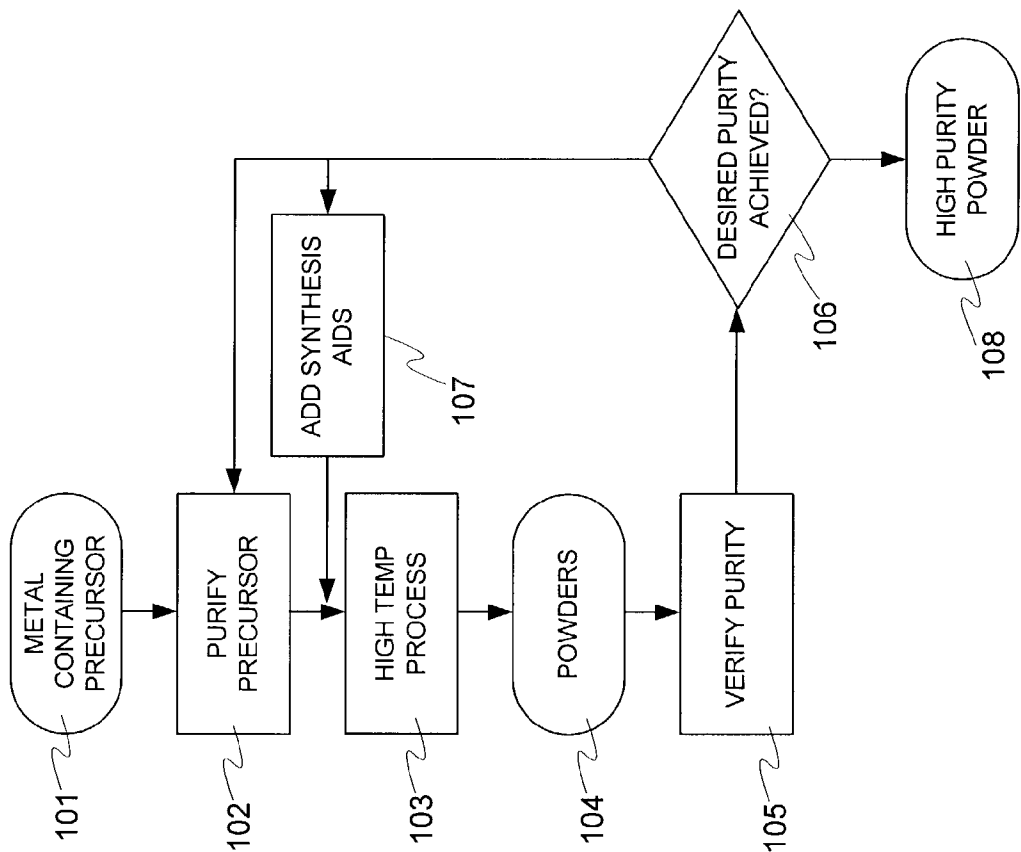 METAL
CONTAINING
PRECURSOR
101
PURIFY
PRECURSOR
102
HIGH TEMP
PROCESS
103
POWDERS
104
VERIFY PURITY
105
DESIRED PURITY
ACHIEVED?
106
ADD SYNTHESIS
AIDS
107
HIGH PURITY
POWDER
108